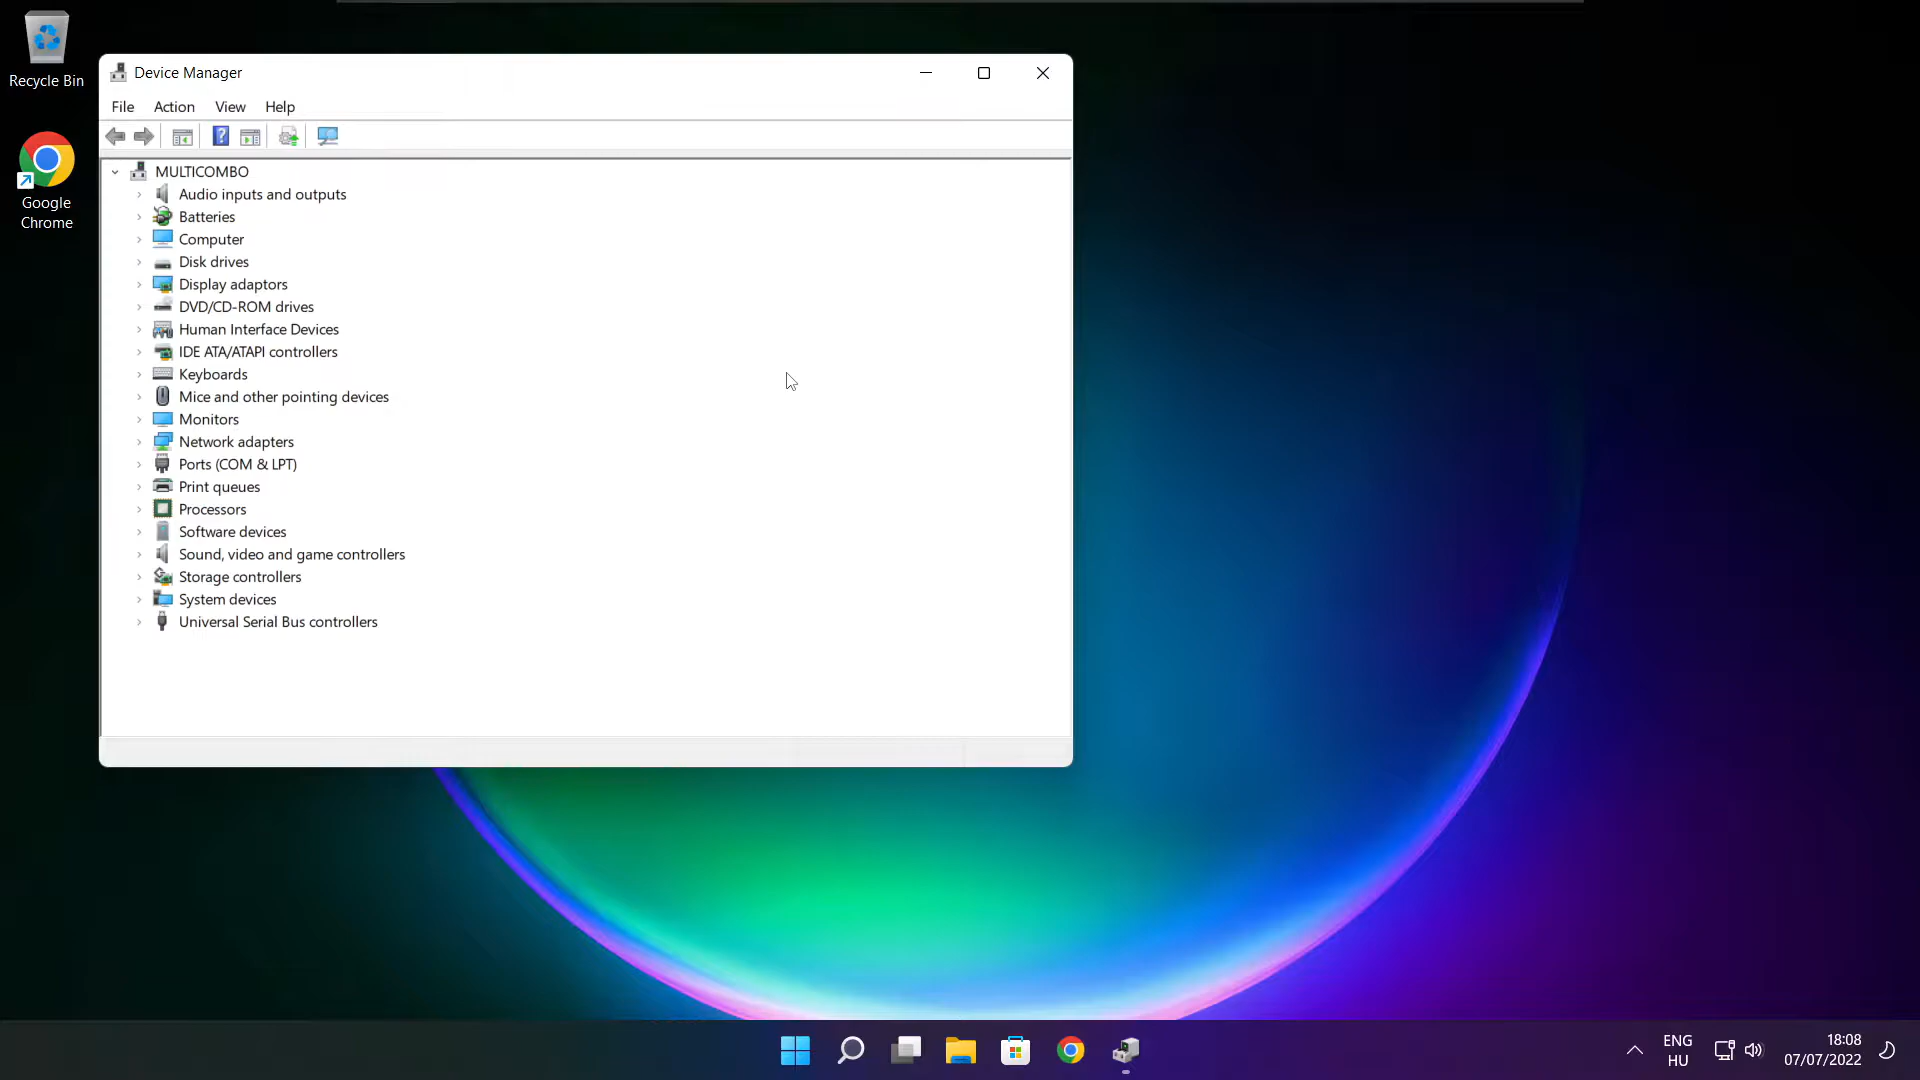 Recycle Bin
Google
Chrome
Device Manager
File Action View Help
MULTICOMBO
Audio inputs and outputs
Batteries
Computer
Disk drives
Display adaptors
DVD/CD-ROM drives
Human Interface Devices
IDE ATA/ATAPI controllers
Keyboards
Mice and other pointing devices
Monitors
Network adapters
Ports (COM & LPT)
Print queues
Processors
Software devices
Sound, video and game controllers
Storage controllers
System devices
Universal Serial Bus controllers
ENG
HU
18:08
07/07/2022